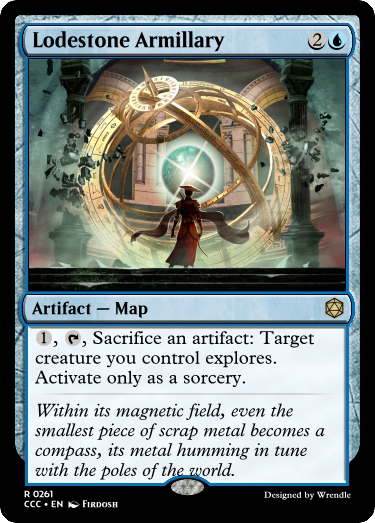 Lodestone Armillary 2
Artifact — Map
1, Sacrifice an artifact: Target
creature you control explores.
Activate only as a sorcery.
Within its magnetic field, even the
smallest piece of scrap metal becomes a
compass, its metal humming in tune
with the poles of the world.
R 0261
Designed by Wrendle
CCC • EN Firdosh